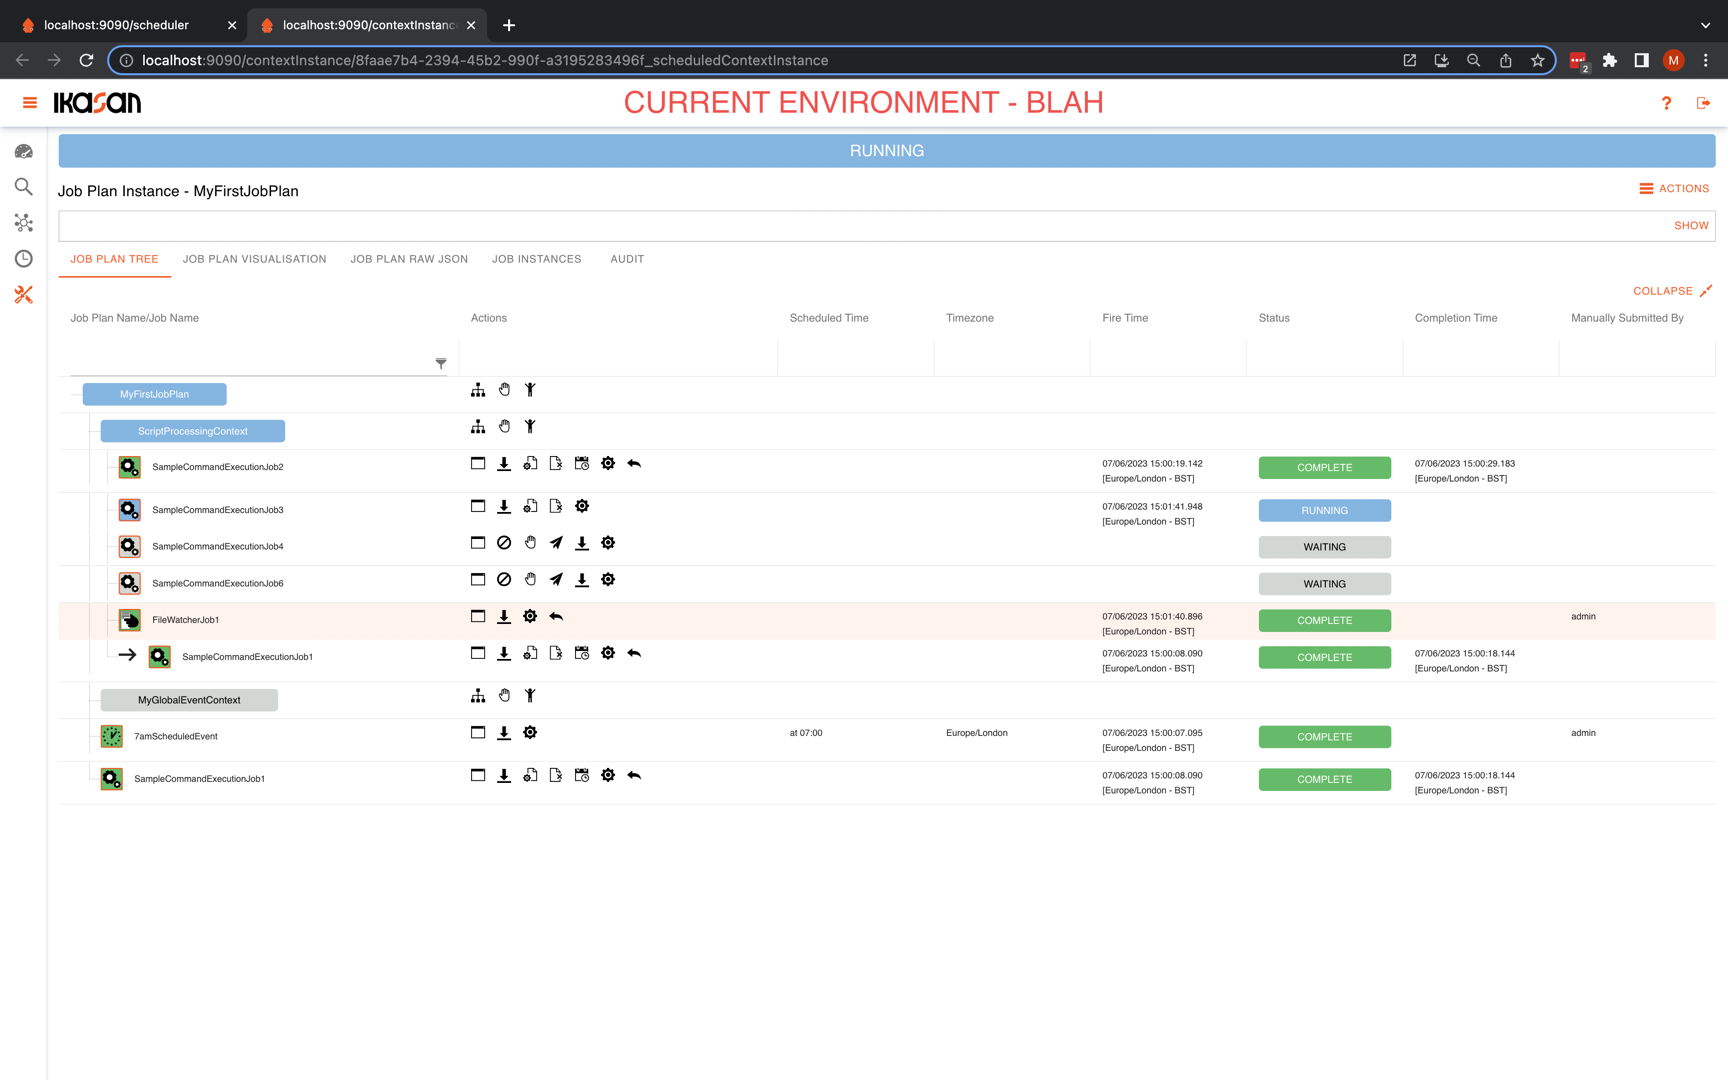 localhost:9090/scheduler
localhost:9090/contextInstanc
localhost:9090/contextInstance/8faae7b4-2394-45b2-990f-a3195283496f_scheduledContextInstance
2
M
IKASAN
CURRENT ENVIRONMENT - BLAH
?
RUNNING
Job Plan Instance - MyFirstJobPlan
ACTIONS
SHOW
JOB PLAN TREE
JOB PLAN VISUALISATION
JOB PLAN RAW JSON
JOB INSTANCES
AUDIT
COLLAPSE
Job Plan Name/Job Name
Actions
Scheduled Time
Timezone
Fire Time
Status
Completion Time
Manually Submitted By
MyFirstJobPlan
ScriptProcessingContext
SampleCommandExecutionJob2
07/06/2023 15:00:19.142
[Europe/London - BST]
COMPLETE
07/06/2023 15:00:29.183
[Europe/London - BST]
SampleCommandExecutionJob3
07/06/2023 15:01:41.948
[Europe/London - BST]
RUNNING
SampleCommandExecutionJob4
WAITING
SampleCommandExecutionJob6
WAITING
FileWatcherJob1
07/06/2023 15:01:40.896
[Europe/London - BST]
COMPLETE
admin
SampleCommandExecutionJob1
07/06/2023 15:00:08.090
[Europe/London - BST]
COMPLETE
07/06/2023 15:00:18.144
[Europe/London - BST]
MyGlobalEventContext
7amScheduledEvent
at 07:00
Europe/London
07/06/2023 15:00:07.095
[Europe/London - BST]
COMPLETE
admin
SampleCommandExecutionJob1
07/06/2023 15:00:08.090
[Europe/London - BST]
COMPLETE
07/06/2023 15:00:18.144
[Europe/London - BST]